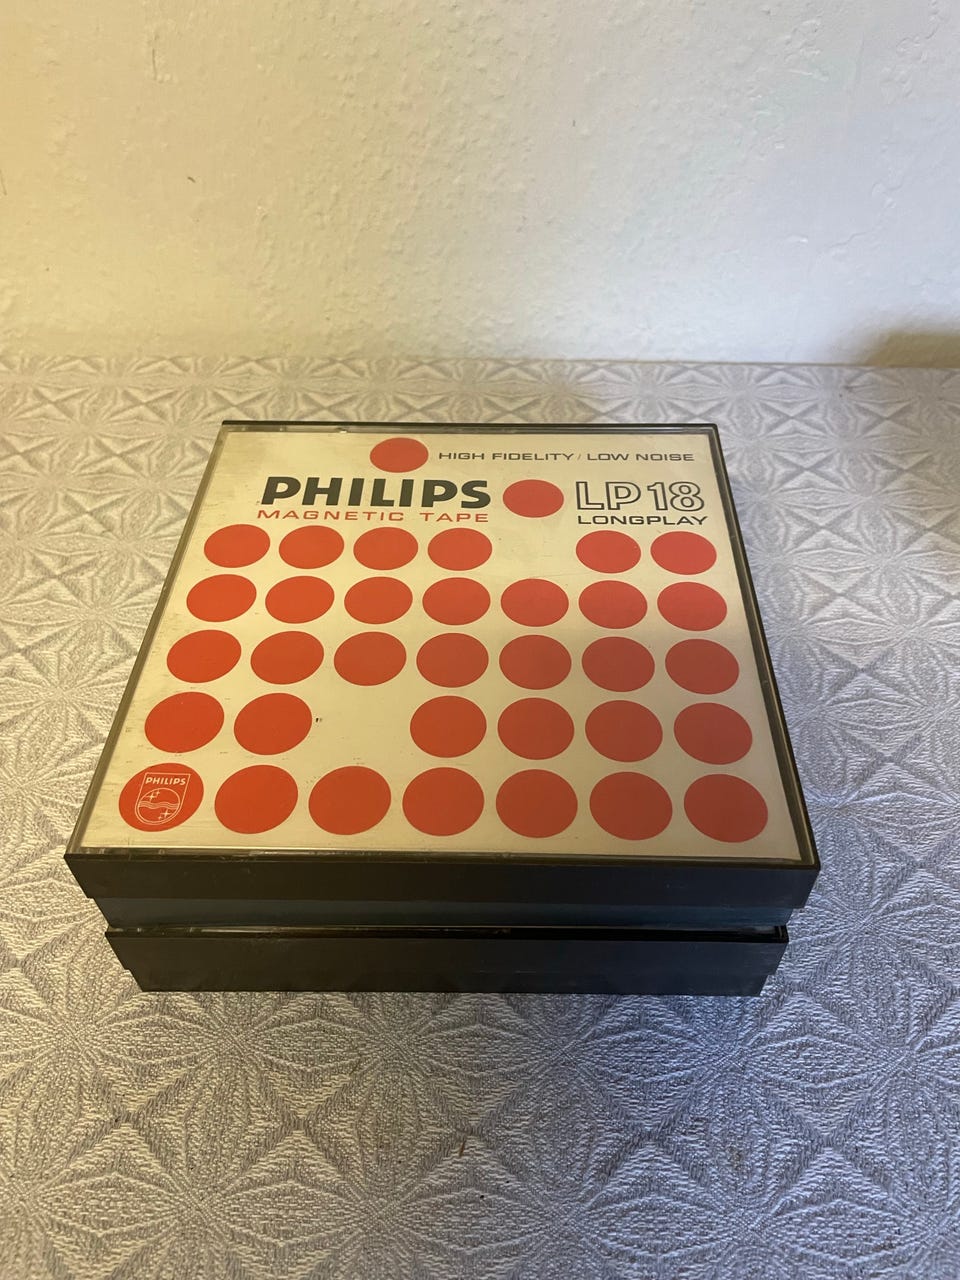 HIGH FIDELITY / LOW NOISE
PHILIPS LP18
MAGNETIC TAPE LONGPLAY
PHILIPS